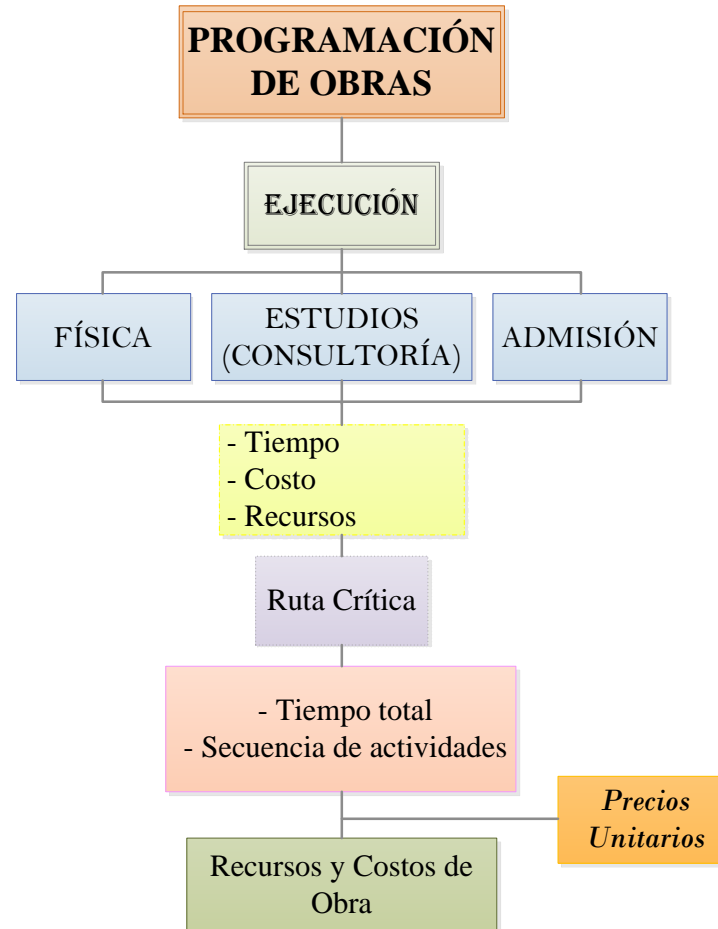 PROGRAMACIÓN
DE OBRAS
EJECUCIÓN
FÍSICA
ESTUDIOS
(CONSULTORÍA)
ADMISIÓN
- Tiempo
- Costo
- Recursos
Ruta Crítica
- Tiempo total
- Secuencia de actividades
Precios
Unitarios
Recursos y Costos de
Obra